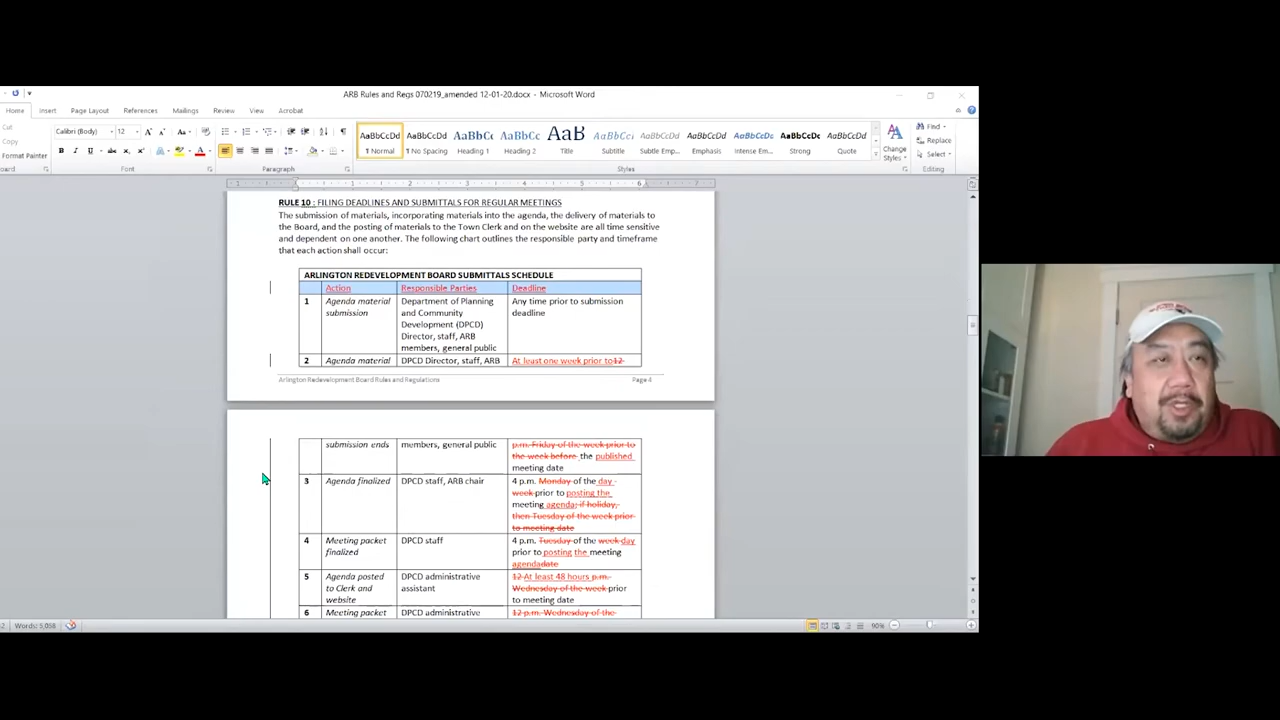 ARB Rules and Regs 070219_amended 12-01-20.docx - Microsoft Word
Home Insert Page Layout References Mailings Review View Acrobat
Cut
Copy
Format Painter
Calibri (Body) 12
AaBbCcDd AaBbCcDd AaBbCc AaBbCc AaB AaBbCc AaBbCcDd AaBbCcDd AaBbCcDd AaBbCcDd AaBbCcDd
¶ Normal ¶ No Spacing Heading 1 Heading 2 Title Subtitle Subtle Emp... Emphasis Intense Em... Strong Quote
Change Styles
Find
Replace
Select
Font Paragraph Styles Editing
RULE 10 : FILING DEADLINES AND SUBMITTALS FOR REGULAR MEETINGS
The submission of materials, incorporating materials into the agenda, the delivery of materials to
the Board, and the posting of materials to the Town Clerk and on the website are all time sensitive
and dependent on one another. The following chart outlines the responsible party and timeframe
that each action shall occur:
ARLINGTON REDEVELOPMENT BOARD SUBMITTALS SCHEDULE
Action Responsible Parties Deadline
1 Agenda material Department of Planning Any time prior to submission
submission and Community deadline
Development (DPCD)
Director, staff, ARB
members, general public
2 Agenda material DPCD Director, staff, ARB At least one week prior to12
Arlington Redevelopment Board Rules and Regulations Page 4
submission ends members, general public p.m. Friday of the week prior to
the week before the published
meeting date
3 Agenda finalized DPCD staff, ARB chair 4 p.m. Monday of the day
week prior to posting the
meeting agenda; if holiday,
then Tuesday of the week prior
to meeting date
4 Meeting packet DPCD staff 4 p.m. Tuesday of the week day
finalized prior to posting the meeting
agendadate
5 Agenda posted DPCD administrative 12 At least 48 hours p.m.
to Clerk and assistant Wednesday of the week prior
website to meeting date
6 Meeting packet DPCD administrative 12 p.m. Wednesday of the
Words: 5,058 90%